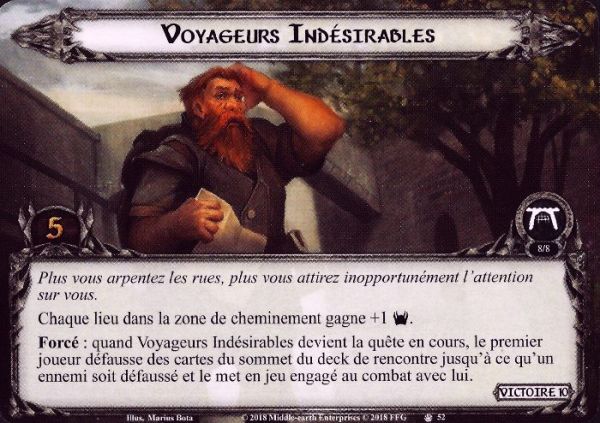 Voyageurs Indésirables
5
8/8
Plus vous arpentez les rues, plus vous attirez inopportunément l'attention
sur vous.
Chaque lieu dans la zone de cheminement gagne +1
Forcé : quand Voyageurs Indésirables devient la quête en cours, le premier
joueur défausse des cartes du sommet du deck de rencontre jusqu'à ce qu'un
ennemi soit défaussé et le met en jeu engagé au combat avec lui.
VICTOIRE 10
Illus. Marius Bota © 2018 Middle-earth Enterprises © 2018 FFG 52